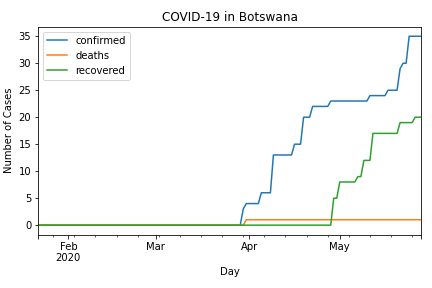 COVID-19 in Botswana
confirmed
deaths
recovered
Number of Cases
35
30
25
20
15
10
5
0
Feb
2020
Mar
Apr
May
Day